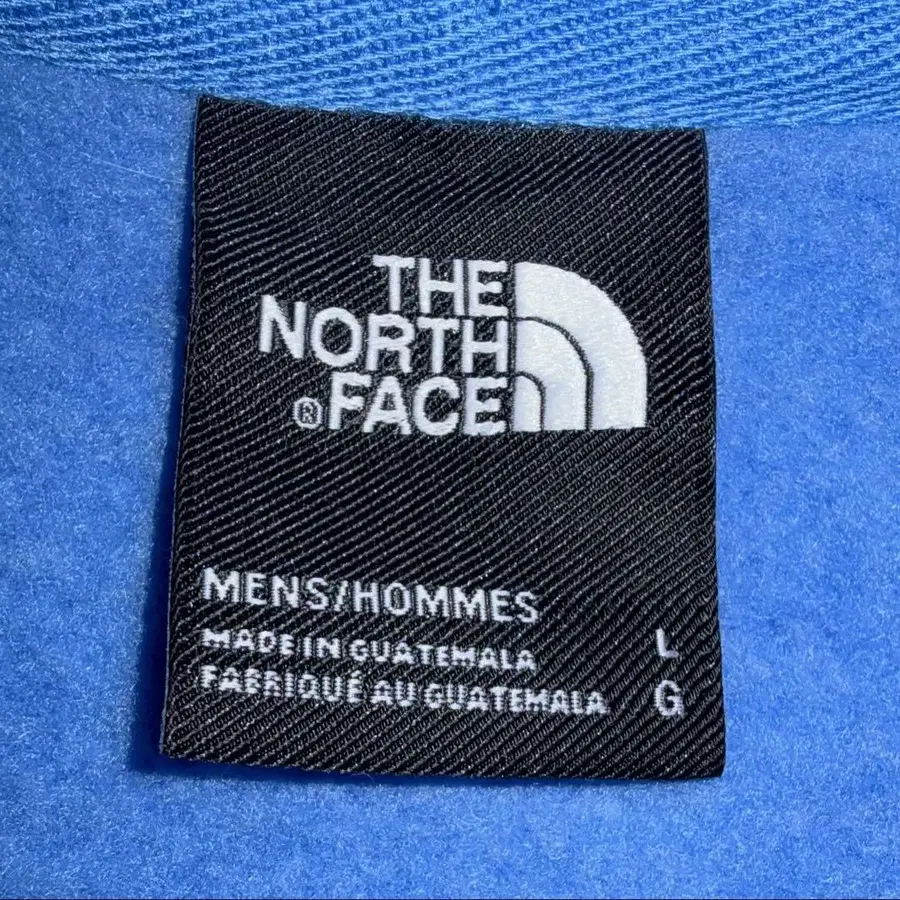 THE
NORTH
®FACE
MENS/HOMMES
MADE IN GUATEMALA L
FABRIQUÉ AU GUATEMALA G